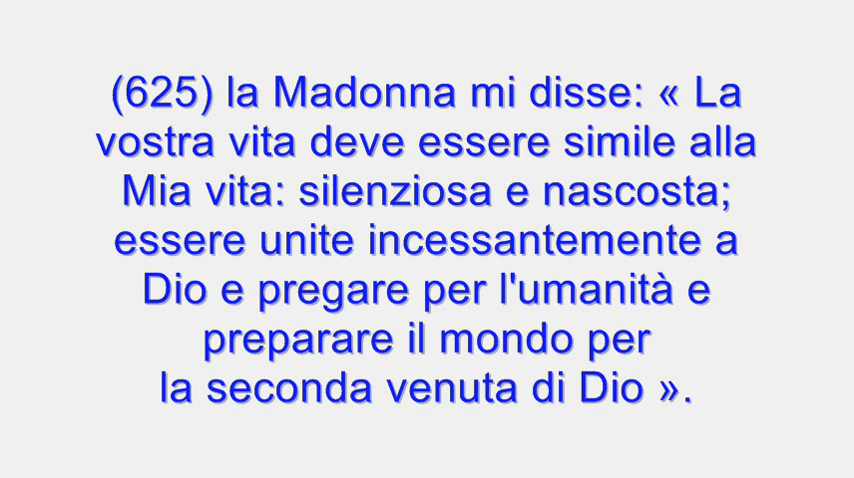 (625) la Madonna mi disse: « La
vostra vita deve essere simile alla
Mia vita: silenziosa e nascosta;
essere unite incessantemente a
Dio e pregare per l'umanità e
preparare il mondo per
la seconda venuta di Dio ».